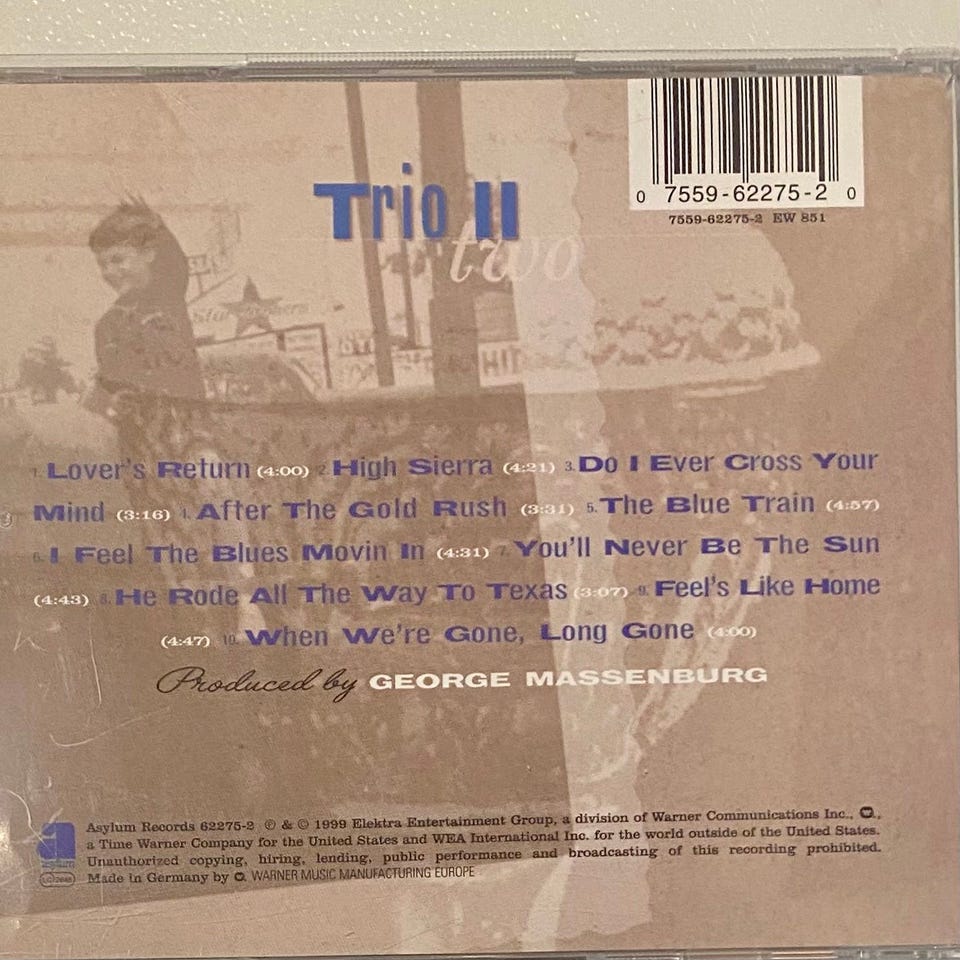 0 7559-62275-2 0
7559-62275-2 EW 851
Trio II
two
Star
HI
1. Lover's Return (4:00) 2. High Sierra (4:21) 3. Do I Ever Cross Your
Mind (3:16) 4. After The Gold Rush (3:31) 5. The Blue Train (4:57)
6. I Feel The Blues Movin In (4:31) 7. You'll Never Be The Sun
(4:43) 8. He Rode All The Way To Texas (3:07) 9. Feel's Like Home
(4:47) 10. When We're Gone, Long Gone (4:00)
Produced by GEORGE MASSENBURG
Asylum Records 62275-2 ℗ & © 1999 Elektra Entertainment Group, a division of Warner Communications Inc., W.,
a Time Warner Company for the United States and WEA International Inc. for the world outside of the United States.
Unauthorized copying, hiring, lending, public performance and broadcasting of this recording prohibited.
Made in Germany by W. WARNER MUSIC MANUFACTURING EUROPE
asylum